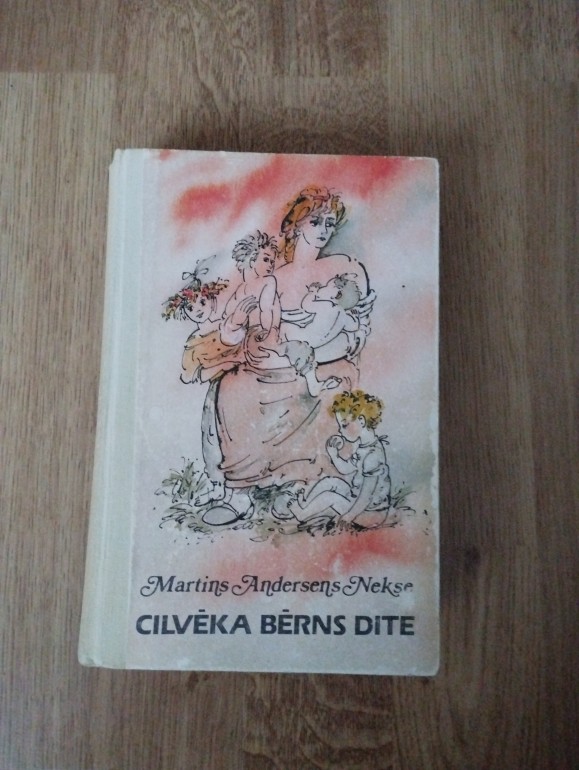 Martins Andersens Nekse
CILVĒKA BĒRNS DITE